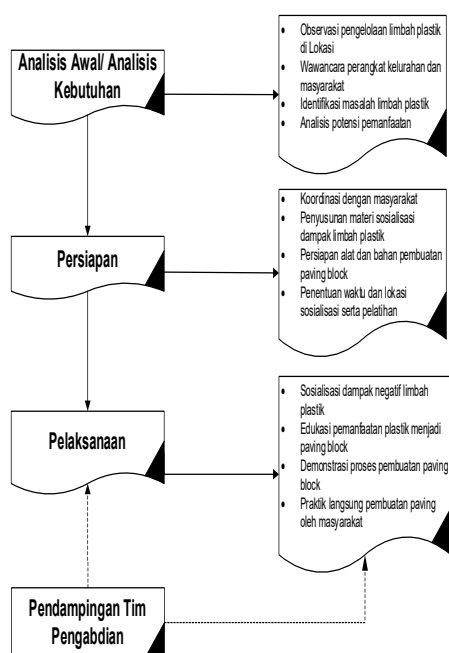 Analisis Awal/ Analisis
Kebutuhan
• Observasi pengelolaan limbah plastik
di Lokasi
• Wawancara perangkat kelurahan dan
masyarakat
• Identifikasi masalah limbah plastik
• Analisis potensi pemanfaatan
Persiapan
• Koordinasi dengan masyarakat
• Penyusunan materi sosialisasi
dampak limbah plastik
• Persiapan alat dan bahan pembuatan
paving block
• Penentuan waktu dan lokasi
sosialisasi serta pelatihan
Pelaksanaan
• Sosialisasi dampak negatif limbah
plastik
• Edukasi pemanfaatan plastik menjadi
paving block
• Demonstrasi proses pembuatan paving
block
• Praktik langsung pembuatan paving
oleh masyarakat
Pendampingan Tim
Pengabdian